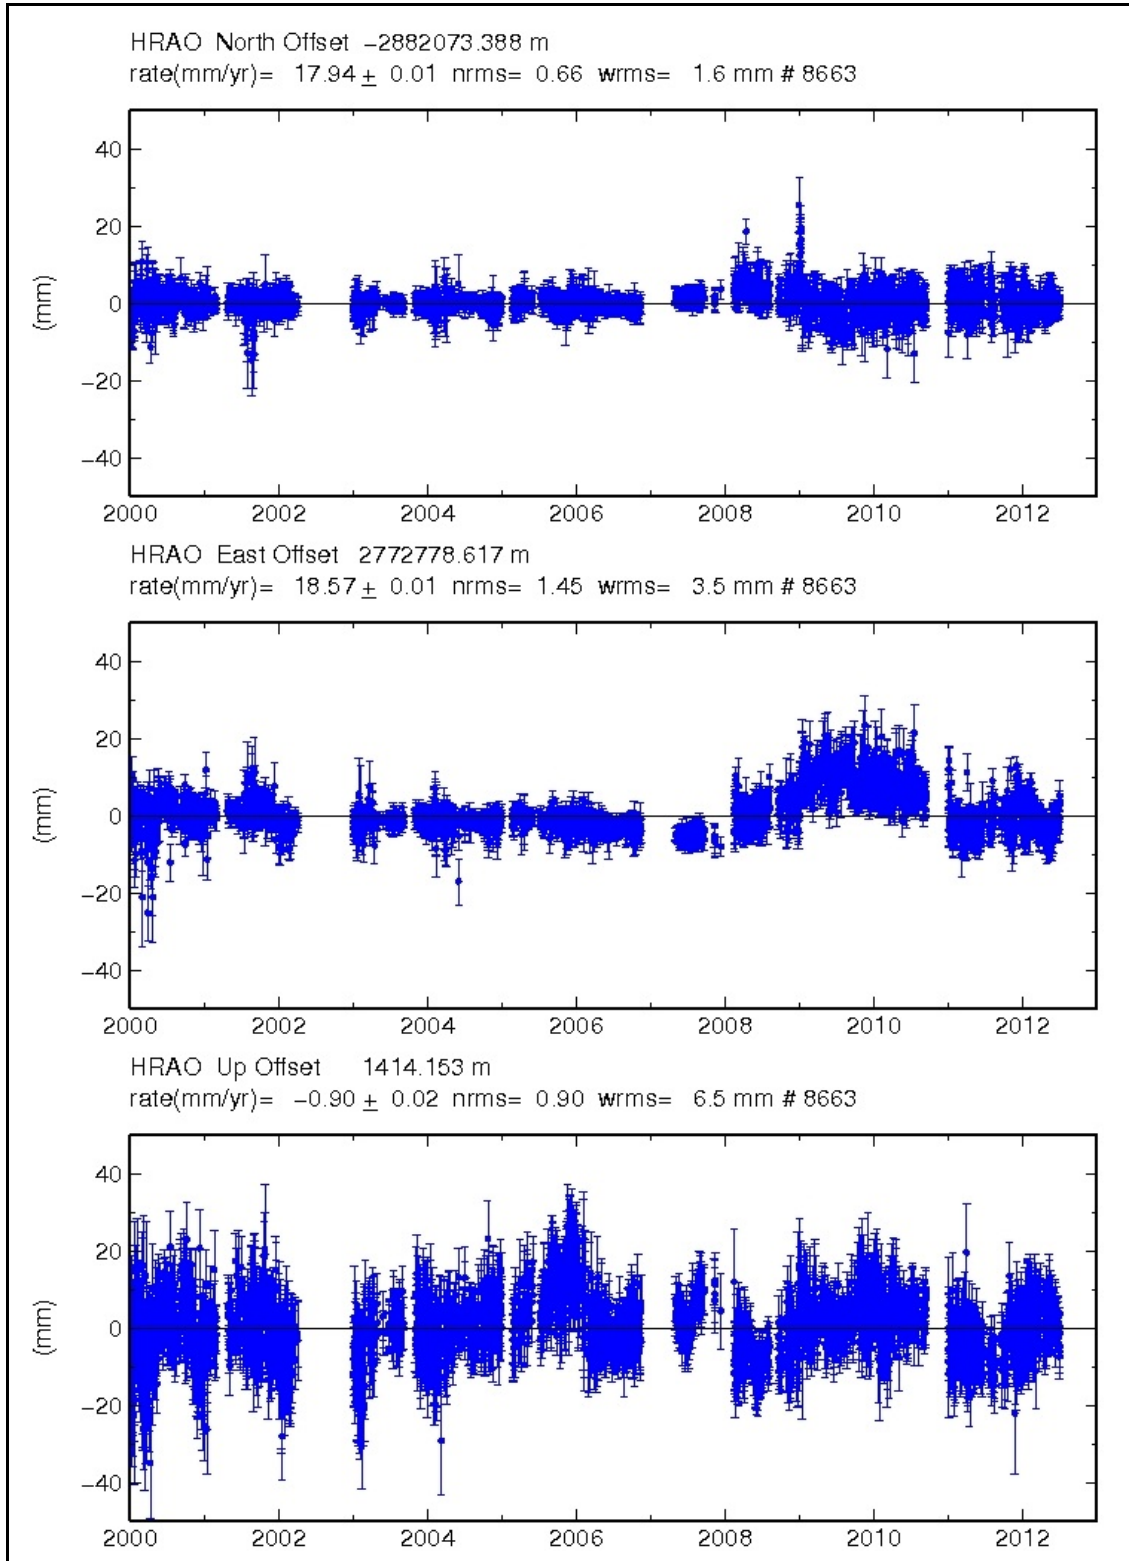 HRAO North Offset -2882073.388 m
rate(mm/yr)= 17.94 ± 0.01 nrms= 0.66 wrms= 1.6 mm # 8663
40
20
0
-20
-40
(mm)
2000 2002 2004 2006 2008 2010 2012
HRAO East Offset 2772778.617 m
rate(mm/yr)= 18.57 ± 0.01 nrms= 1.45 wrms= 3.5 mm # 8663
40
20
0
-20
-40
(mm)
2000 2002 2004 2006 2008 2010 2012
HRAO Up Offset 1414.153 m
rate(mm/yr)= -0.90 ± 0.02 nrms= 0.90 wrms= 6.5 mm # 8663
40
20
0
-20
-40
(mm)
2000 2002 2004 2006 2008 2010 2012